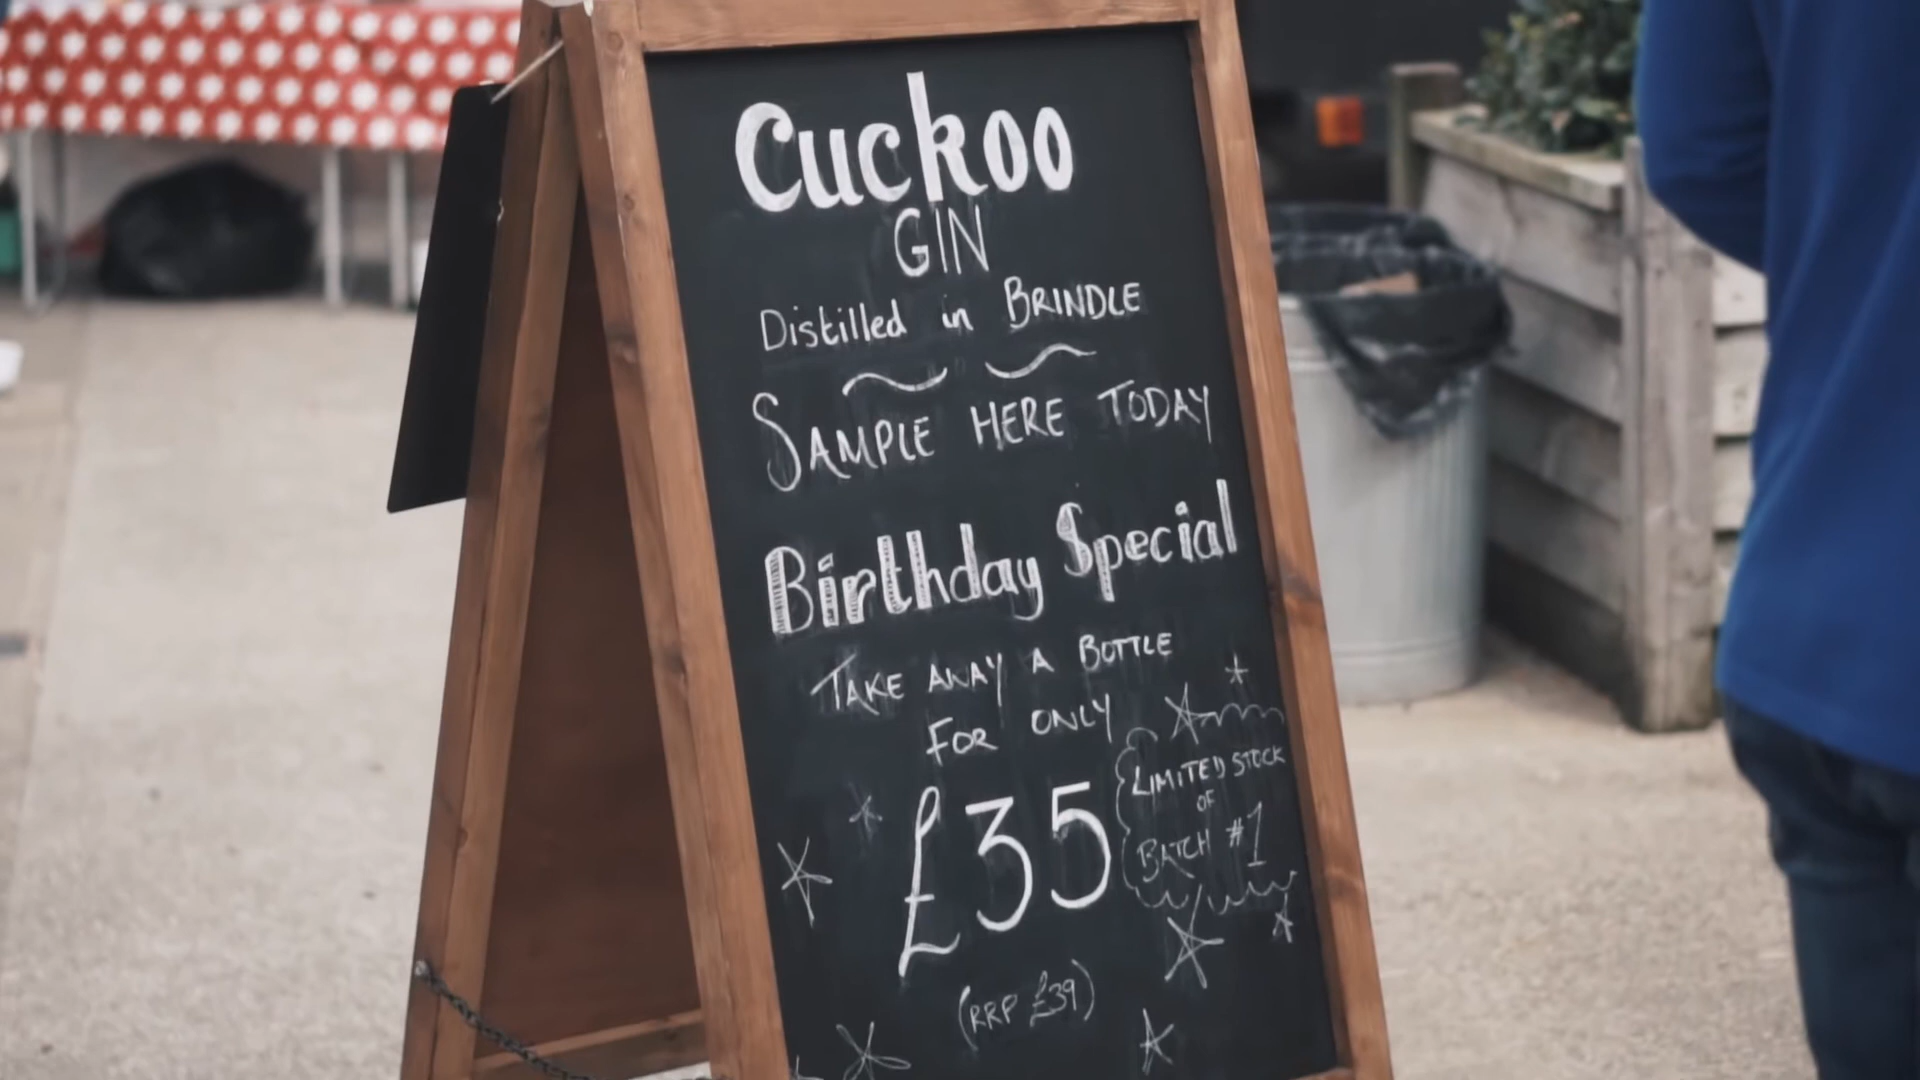 Cuckoo
GIN
Distilled in BRINDLE
SAMPLE HERE TODAY
Birthday Special
TAKE AWAY A BOTTLE
FOR ONLY
£35
LIMITED STOCK
OF
BATCH #1
(RRP £39)